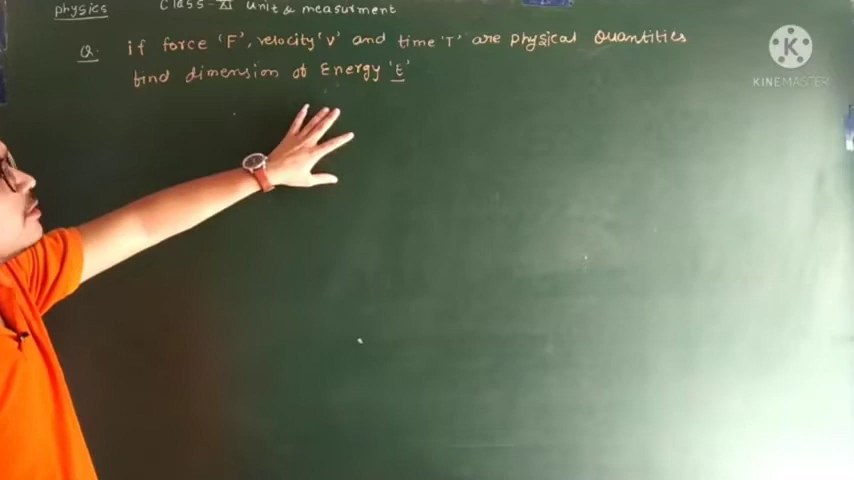 physics Class-XI unit & measurment
Q. if force 'F', velocity 'v' and time 'T' are physical Quantities
find dimension of Energy 'E'
KINEMASTER